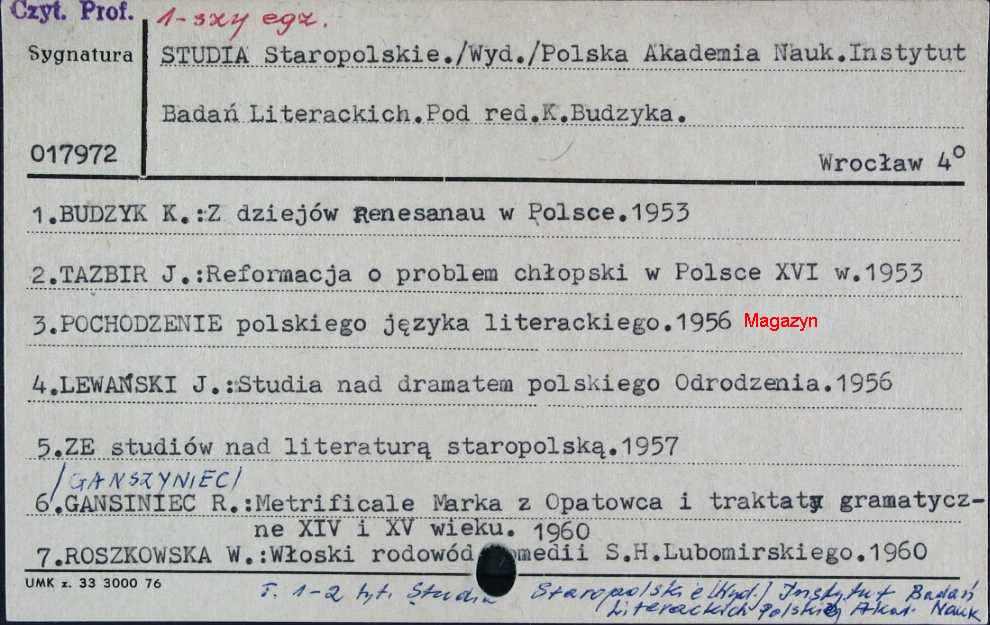 Czyt. Prof.
1-szy egz.
Sygnatura
STUDIA Staropolskie./Wyd./Polska Akademia Nauk.Instytut
Badań Literackich.Pod red.K.Budzyka.
017972
Wrocław 4°
1.BUDZYK K.:Z dziejów Renesanau w Polsce.1953
2.TAZBIR J.:Reformacja o problem chłopski w Polsce XVI w.1953
3.POCHODZENIE polskiego języka literackiego.1956 Magazyn
4.LEWAŃSKI J.:Studia nad dramatem polskiego Odrodzenia.1956
5.ZE studiów nad literaturą staropolską.1957
/GANSZYNIEC/
6.GANSINIEC R.:Metrificale Marka z Opatowca i traktaty gramatycz-
ne XIV i XV wieku. 1960
7.ROSZKOWSKA W.:Włoski rodowód omedii S.H.Lubomirskiego.1960
UMK z. 33 3000 76
T. 1-2 tyt. Studia Staropolskie /Wyd./ Instytut Badań
Literackich Polskiej Akad. Nauk